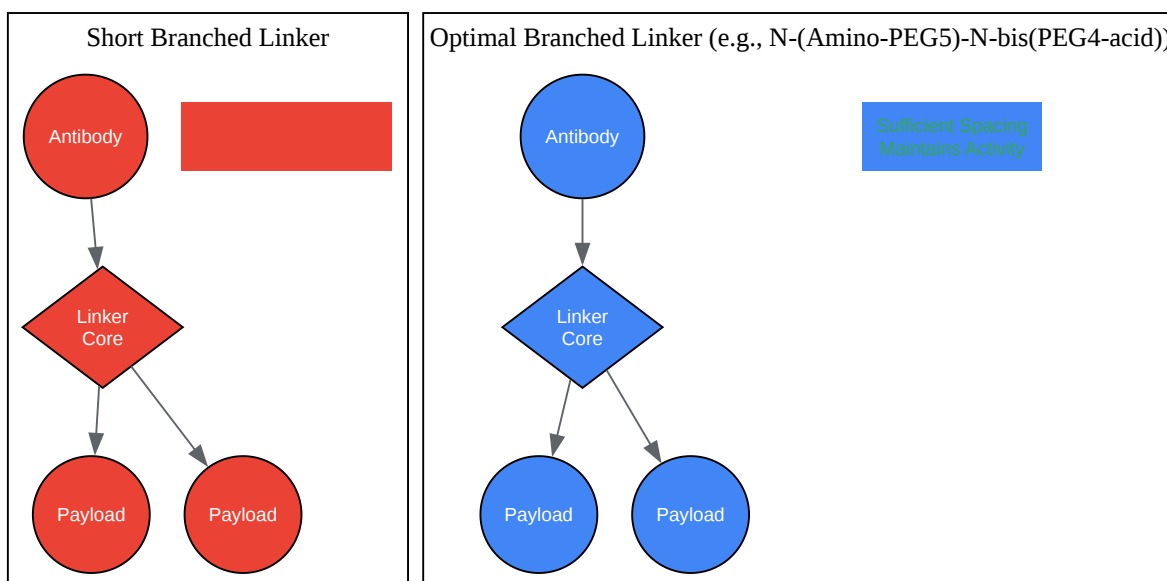 Short Branched Linker
Antibody
Linker
Core
Payload
Payload
Optimal Branched Linker (e.g., N-(Amino-PEG5)-N-bis(PEG4-acid))
Antibody
Sufficient Spacing
Maintains Activity
Linker
Core
Payload
Payload